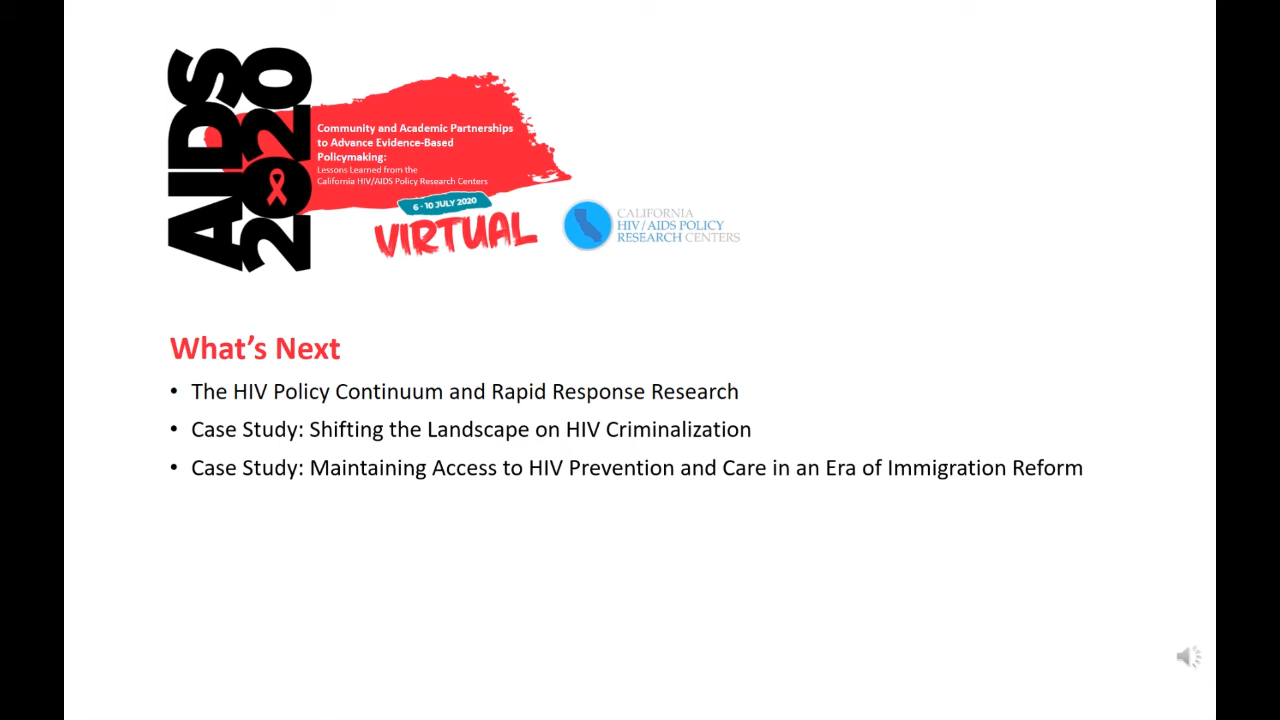 AIDS
2020
Community and Academic Partnerships
to Advance Evidence-Based
Policymaking:
Lessons Learned from the
California HIV/AIDS Policy Research Centers
6 - 10 JULY 2020
VIRTUAL
CALIFORNIA
HIV/AIDS POLICY
RESEARCH CENTERS
What's Next
• The HIV Policy Continuum and Rapid Response Research
• Case Study: Shifting the Landscape on HIV Criminalization
• Case Study: Maintaining Access to HIV Prevention and Care in an Era of Immigration Reform